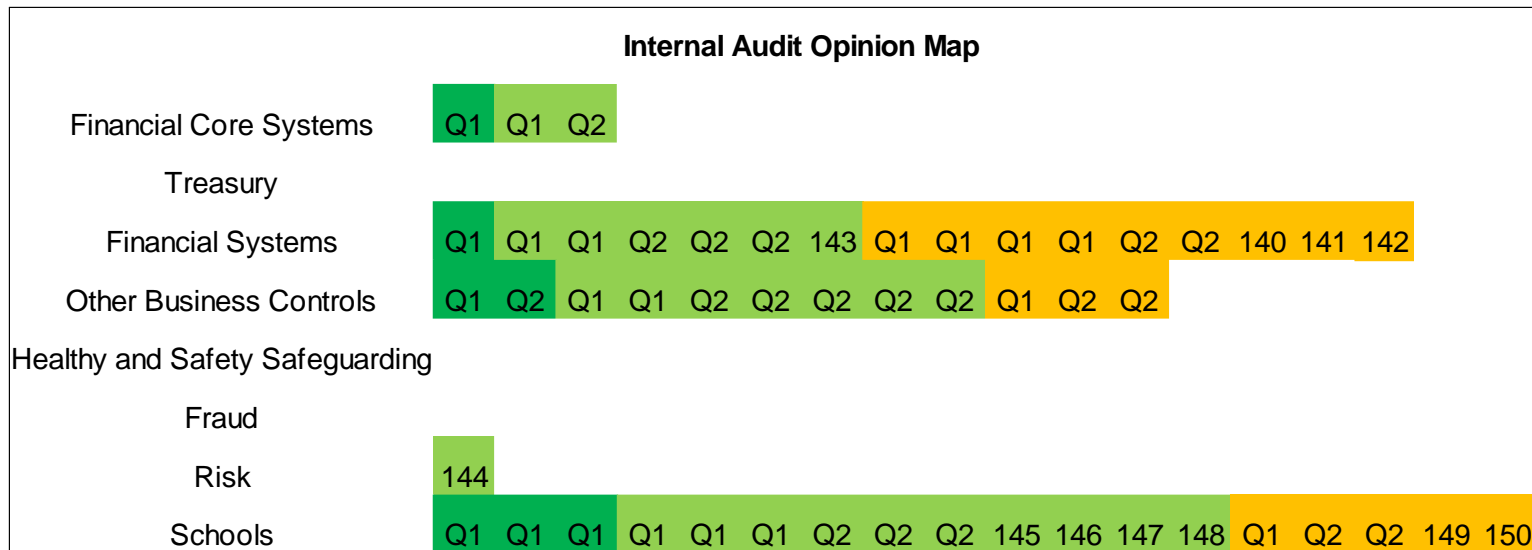 Internal Audit Opinion Map
Financial Core Systems Q1 Q1 Q2
Treasury
Financial Systems Q1 Q1 Q1 Q2 Q2 Q2 143 Q1 Q1 Q1 Q1 Q2 Q2 140 141 142
Other Business Controls Q1 Q2 Q1 Q1 Q2 Q2 Q2 Q2 Q2 Q1 Q2 Q2
Healthy and Safety Safeguarding
Fraud
Risk 144
Schools Q1 Q1 Q1 Q1 Q1 Q1 Q2 Q2 Q2 145 146 147 148 Q1 Q2 Q2 149 150